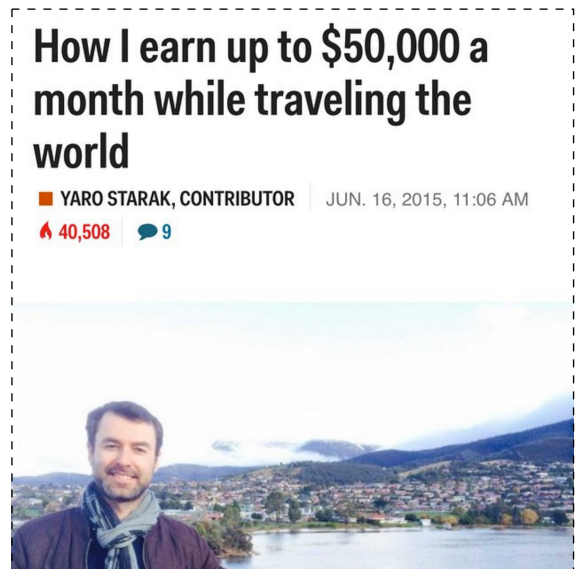 How I earn up to $50,000 a
month while traveling the
world
YARO STARAK, CONTRIBUTOR JUN. 16, 2015, 11:06 AM
40,508 9